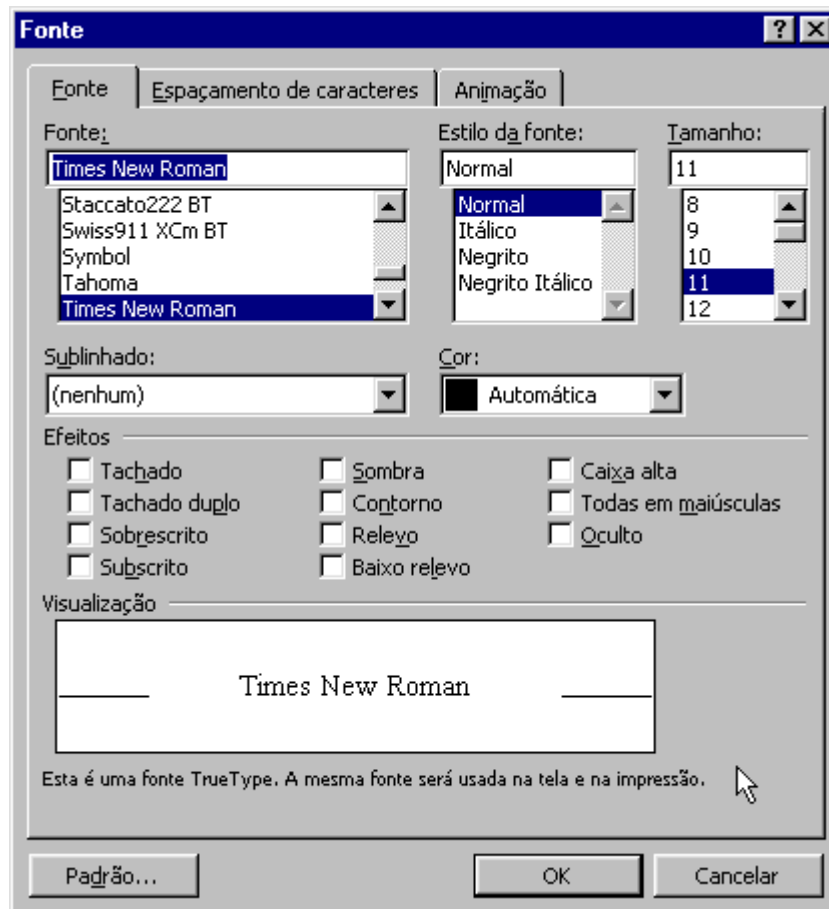 Fonte
Fonte Espaçamento de caracteres Animação
Fonte: Estilo da fonte: Tamanho:
Times New Roman Normal 11
Staccato222 BT Normal 8
Swiss911 XCm BT Itálico 9
Symbol Negrito 10
Tahoma Negrito Itálico 11
Times New Roman 12
Sublinhado: Cor:
(nenhum) Automática
Efeitos
Tachado Sombra Caixa alta
Tachado duplo Contorno Todas em maiúsculas
Sobrescrito Relevo Oculto
Subscrito Baixo relevo
Visualização
Times New Roman
Esta é uma fonte TrueType. A mesma fonte será usada na tela e na impressão.
Padrão... OK Cancelar